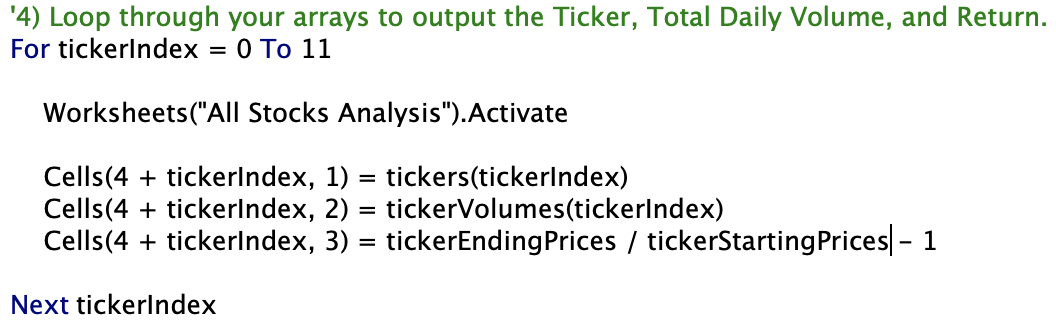 '4) Loop through your arrays to output the Ticker, Total Daily Volume, and Return.
For tickerIndex = 0 To 11
Worksheets("All Stocks Analysis").Activate
Cells(4 + tickerIndex, 1) = tickers(tickerIndex)
Cells(4 + tickerIndex, 2) = tickerVolumes(tickerIndex)
Cells(4 + tickerIndex, 3) = tickerEndingPrices / tickerStartingPrices - 1
Next tickerIndex